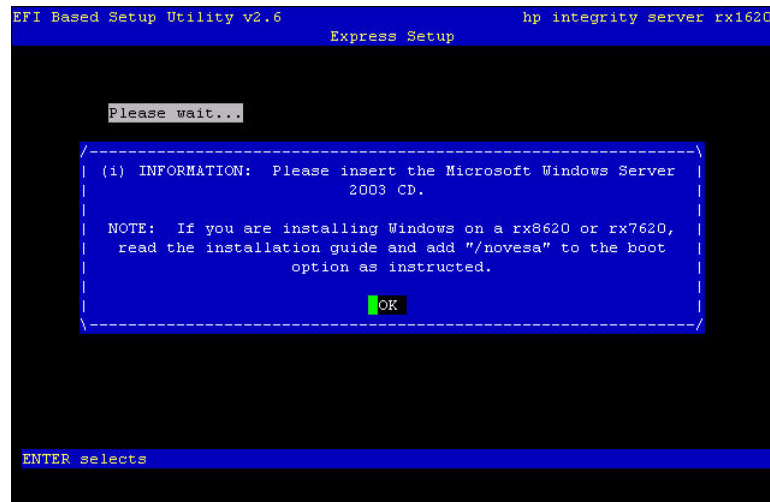 EFI Based Setup Utility v2.6 hp integrity server rx1620
Express Setup
Please wait...
/---------------------------------------------------------------\
| (i) INFORMATION: Please insert the Microsoft Windows Server |
| 2003 CD. |
| |
| NOTE: If you are installing Windows on a rx8620 or rx7620, |
| read the installation guide and add "/novesa" to the boot |
| option as instructed. |
| |
| OK |
\---------------------------------------------------------------/
ENTER selects